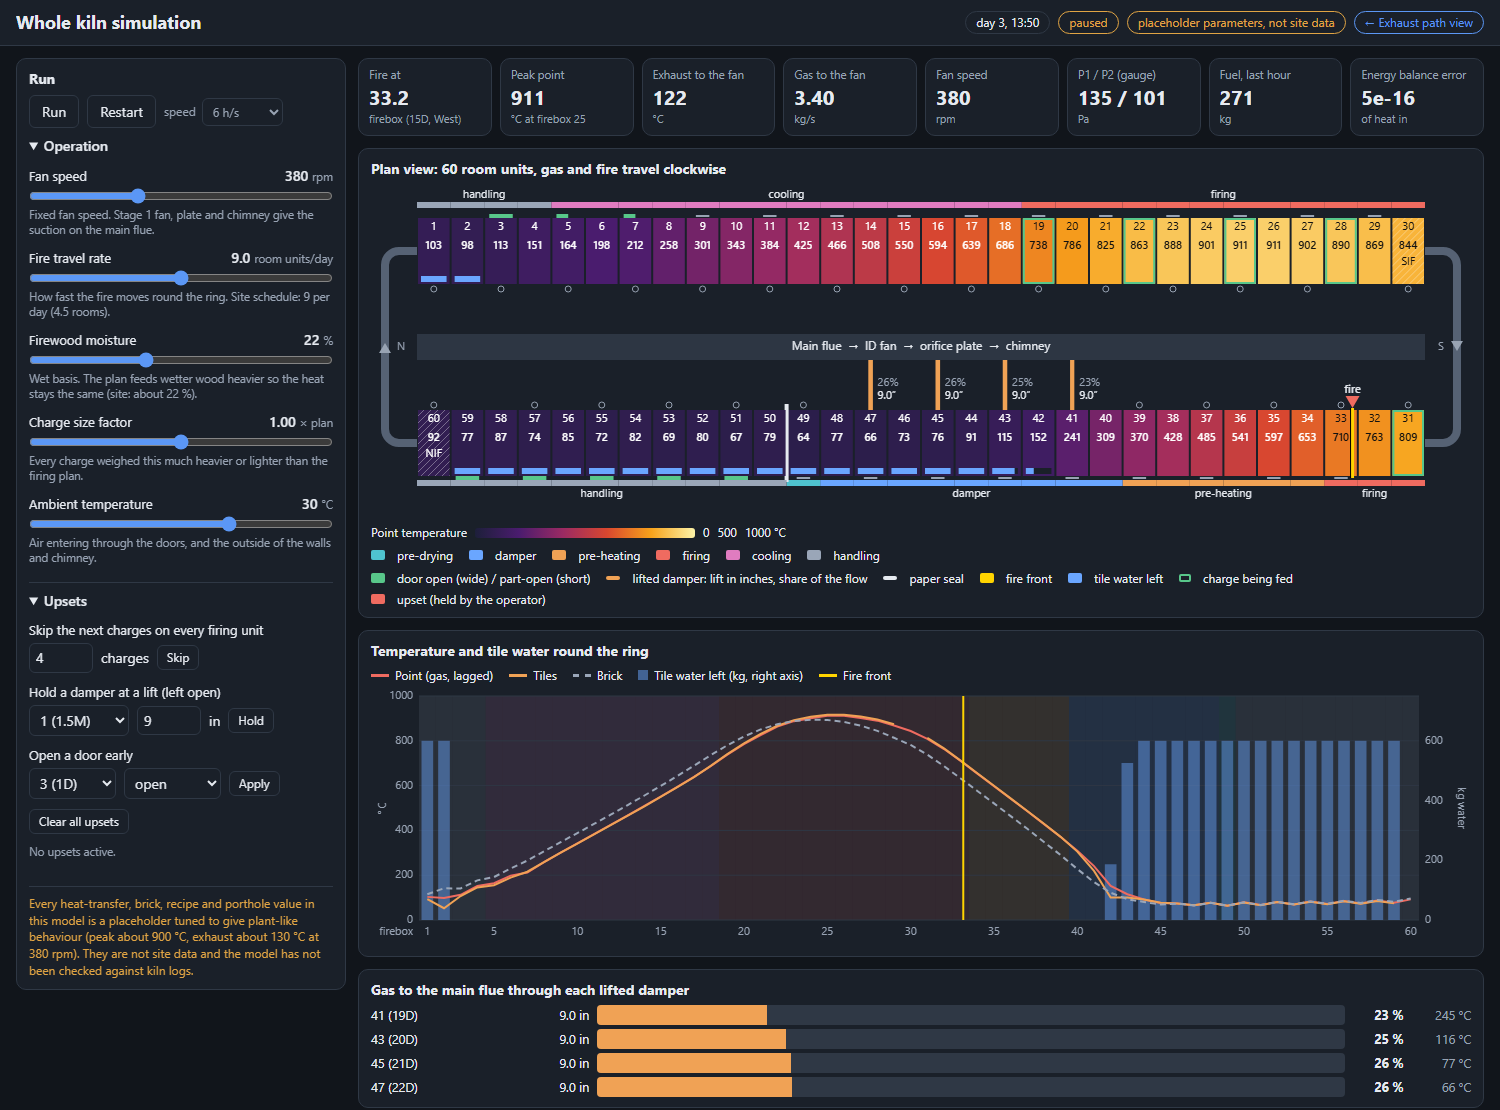 Whole kiln simulation
day 3, 13:50
paused
placeholder parameters, not site data
← Exhaust path view
Run
Run Restart speed 6 h/s
▼ Operation
Fan speed 380 rpm
Fixed fan speed. Stage 1 fan, plate and chimney give the
suction on the main flue.
Fire travel rate 9.0 room units/day
How fast the fire moves round the ring. Site schedule: 9 per
day (4.5 rooms).
Firewood moisture 22 %
Wet basis. The plan feeds wetter wood heavier so the heat
stays the same (site: about 22 %).
Charge size factor 1.00 × plan
Every charge weighed this much heavier or lighter than the
firing plan.
Ambient temperature 30 °C
Air entering through the doors, and the outside of the walls
and chimney.
▼ Upsets
Skip the next charges on every firing unit
4 charges Skip
Hold a damper at a lift (left open)
1 (1.5M) 9 in Hold
Open a door early
3 (1D) open Apply
Clear all upsets
No upsets active.
Every heat-transfer, brick, recipe and porthole value in
this model is a placeholder tuned to give plant-like
behaviour (peak about 900 °C, exhaust about 130 °C at
380 rpm). They are not site data and the model has not
been checked against kiln logs.
Fire at
33.2
firebox (15D, West)
Peak point
911
°C at firebox 25
Exhaust to the fan
122
°C
Gas to the fan
3.40
kg/s
Fan speed
380
rpm
P1 / P2 (gauge)
135 / 101
Pa
Fuel, last hour
271
kg
Energy balance error
5e-16
of heat in
Plan view: 60 room units, gas and fire travel clockwise
handling cooling firing
1 2 3 4 5 6 7 8 9 10 11 12 13 14 15 16 17 18 19 20 21 22 23 24 25 26 27 28 29 30
103 98 113 151 164 198 212 258 301 343 384 425 466 508 550 594 639 686 738 786 825 863 888 901 911 911 902 890 869 844
SIF
N Main flue → ID fan → orifice plate → chimney S
26% 26% 25% 23%
9.0″ 9.0″ 9.0″ 9.0″
fire
60 59 58 57 56 55 54 53 52 51 50 49 48 47 46 45 44 43 42 41 40 39 38 37 36 35 34 33 32 31
92 77 87 74 85 72 82 69 80 67 79 64 77 66 73 76 91 115 152 241 309 370 428 485 541 597 653 710 763 809
NIF
handling damper pre-heating firing
Point temperature 0 500 1000 °C
pre-drying damper pre-heating firing cooling handling
door open (wide) / part-open (short) lifted damper: lift in inches, share of the flow paper seal fire front tile water left charge being fed
upset (held by the operator)
Temperature and tile water round the ring
Point (gas, lagged) Tiles Brick Tile water left (kg, right axis) Fire front
1000
800 600
600
°C
400 400
kg water
200 200
0 0
firebox 1 5 10 15 20 25 30 35 40 45 50 55 60
Gas to the main flue through each lifted damper
41 (19D) 9.0 in 23 % 245 °C
43 (20D) 9.0 in 25 % 116 °C
45 (21D) 9.0 in 26 % 77 °C
47 (22D) 9.0 in 26 % 66 °C